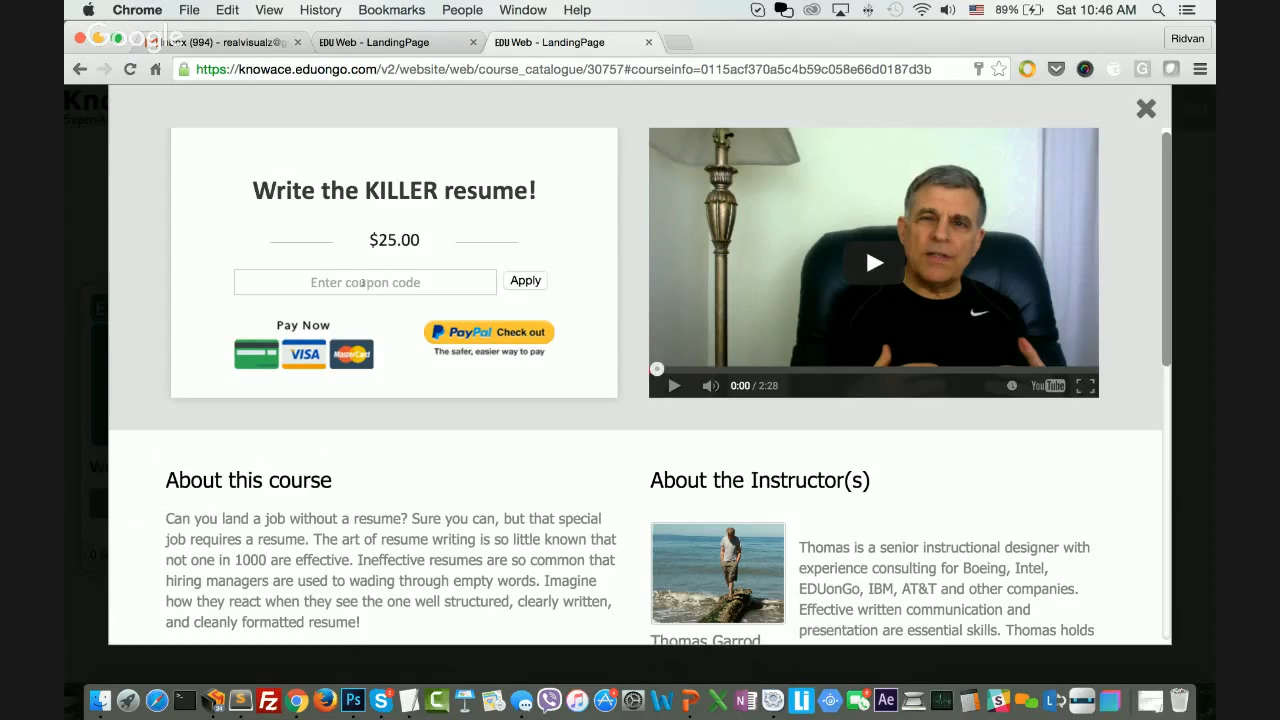 Chrome File Edit View History Bookmarks People Window Help 89% Sat 10:46 AM
Google
Inbox (994) - realvisualz@g EDU Web - LandingPage EDU Web - LandingPage Ridvan
https://knowace.eduongo.com/v2/website/web/course_catalogue/30757#courseinfo=0115acf370a5c4b59c058e66d0187d3b
Write the KILLER resume!
$25.00
Enter coupon code Apply
Pay Now
VISA MasterCard
PayPal Check out
The safer, easier way to pay
0:00 / 2:28 YouTube
About this course
Can you land a job without a resume? Sure you can, but that special
job requires a resume. The art of resume writing is so little known that
not one in 1000 are effective. Ineffective resumes are so common that
hiring managers are used to wading through empty words. Imagine
how they react when they see the one well structured, clearly written,
and cleanly formatted resume!
About the Instructor(s)
Thomas is a senior instructional designer with
experience consulting for Boeing, Intel,
EDUonGo, IBM, AT&T and other companies.
Effective written communication and
presentation are essential skills. Thomas holds
Thomas Garrod